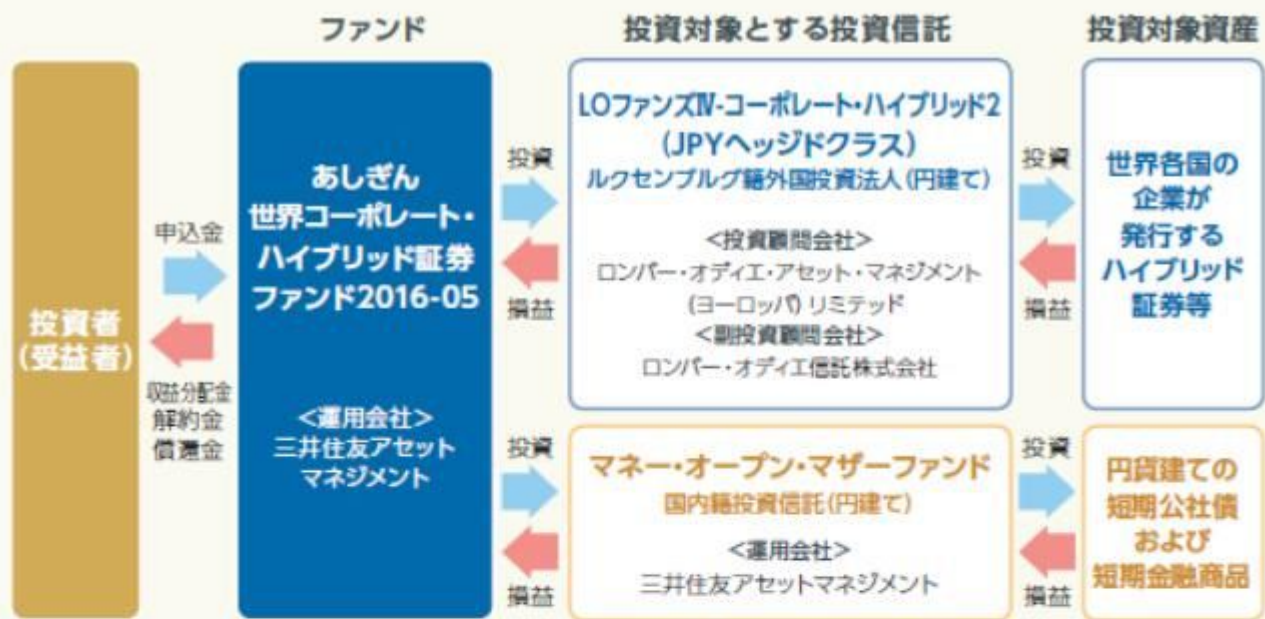 ファンド
投資対象とする投資信託
投資対象資産
投資者
(受益者)
申込金
収益分配金
解約金
償還金
あしぎん
世界コーポレート・
ハイブリッド証券
ファンド2016-05
<運用会社>
三井住友アセット
マネジメント
投資
損益
投資
損益
LOファンズⅣ-コーポレート・ハイブリッド2
(JPYヘッジドクラス)
ルクセンブルグ籍外国投資法人(円建て)
<投資顧問会社>
ロンバー・オディエ・アセット・マネジメント
(ヨーロッパ) リミテッド
<副投資顧問会社>
ロンバー・オディエ信託株式会社
マネー・オープン・マザーファンド
国内籍投資信託(円建て)
<運用会社>
三井住友アセットマネジメント
投資
損益
投資
損益
世界各国の
企業が
発行する
ハイブリッド
証券等
円貨建ての
短期公社債
および
短期金融商品